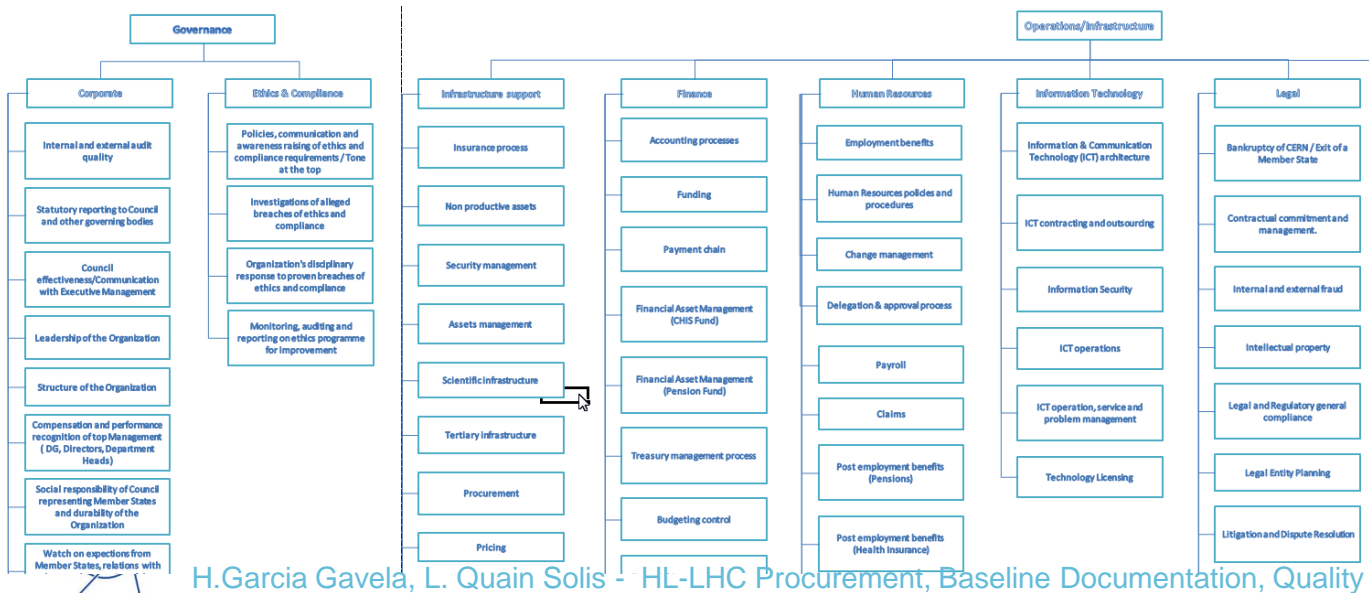 Governance
Operations/Infrastructure
Corporate
Ethics & Compliance
Infrastructure support
Finance
Human Resources
Information Technology
Legal
Internal and external audit
quality
Statutory reporting to Council
and other governing bodies
Council
effectiveness/Communication
with Executive Management
Leadership of the Organization
Structure of the Organization
Compensation and performance
recognition of top Management
( DG, Directors, Department
Heads)
Social responsibility of Council
representing Member States
and durability of the
Organization
Watch on expections from
Member States, relations with
Policies, communication and
awareness raising of ethics and
compliance requirements / Tone
at the top
Investigations of alleged
breaches of ethics and
compliance
Organization's disciplinary
response to proven breaches of
ethics and compliance
Monitoring, auditing and
reporting on ethics programme
for improvement
Insurance process
Non productive assets
Security management
Assets management
Scientific infrastructure
Tertiary infrastructure
Procurement
Pricing
Accounting processes
Funding
Payment chain
Financial Asset Management
(CHIS Fund)
Financial Asset Management
(Pension Fund)
Treasury management process
Budgeting control
Employment benefits
Human Resources policies and
procedures
Change management
Delegation & approval process
Payroll
Claims
Post employment benefits
(Pensions)
Post employment benefits
(Health Insurance)
Information & Communication
Technology (ICT) architecture
ICT contracting and outsourcing
Information Security
ICT operations
ICT operation, service and
problem management
Technology Licensing
Bankruptcy of CERN / Exit of a
Member State
Contractual commitment and
management.
Internal and external fraud
Intellectual property
Legal and Regulatory general
compliance
Legal Entity Planning
Litigation and Dispute Resolution
H.Garcia Gavela, L. Quain Solis - HL-LHC Procurement, Baseline Documentation, Quality